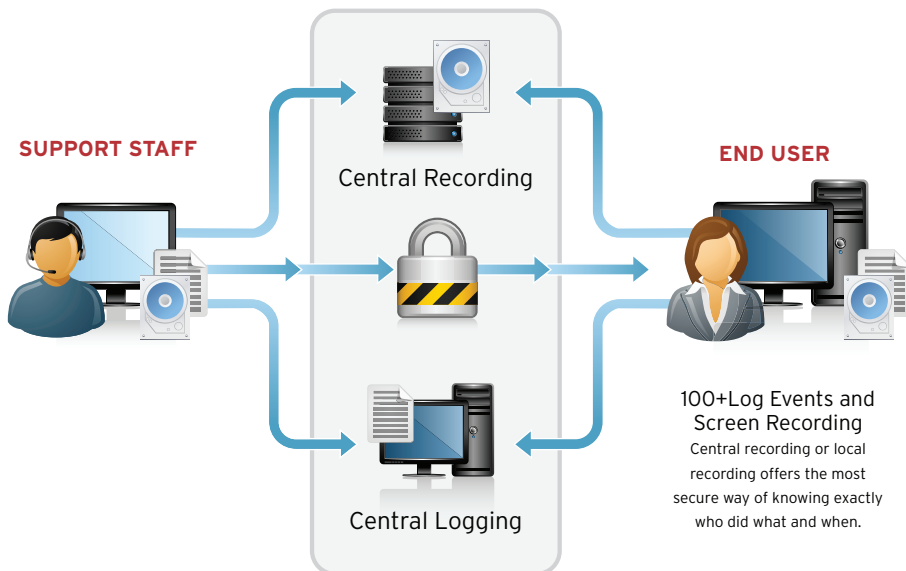 SUPPORT STAFF
Central Recording
END USER
Central Logging
100+Log Events and
Screen Recording
Central recording or local
recording offers the most
secure way of knowing exactly
who did what and when.